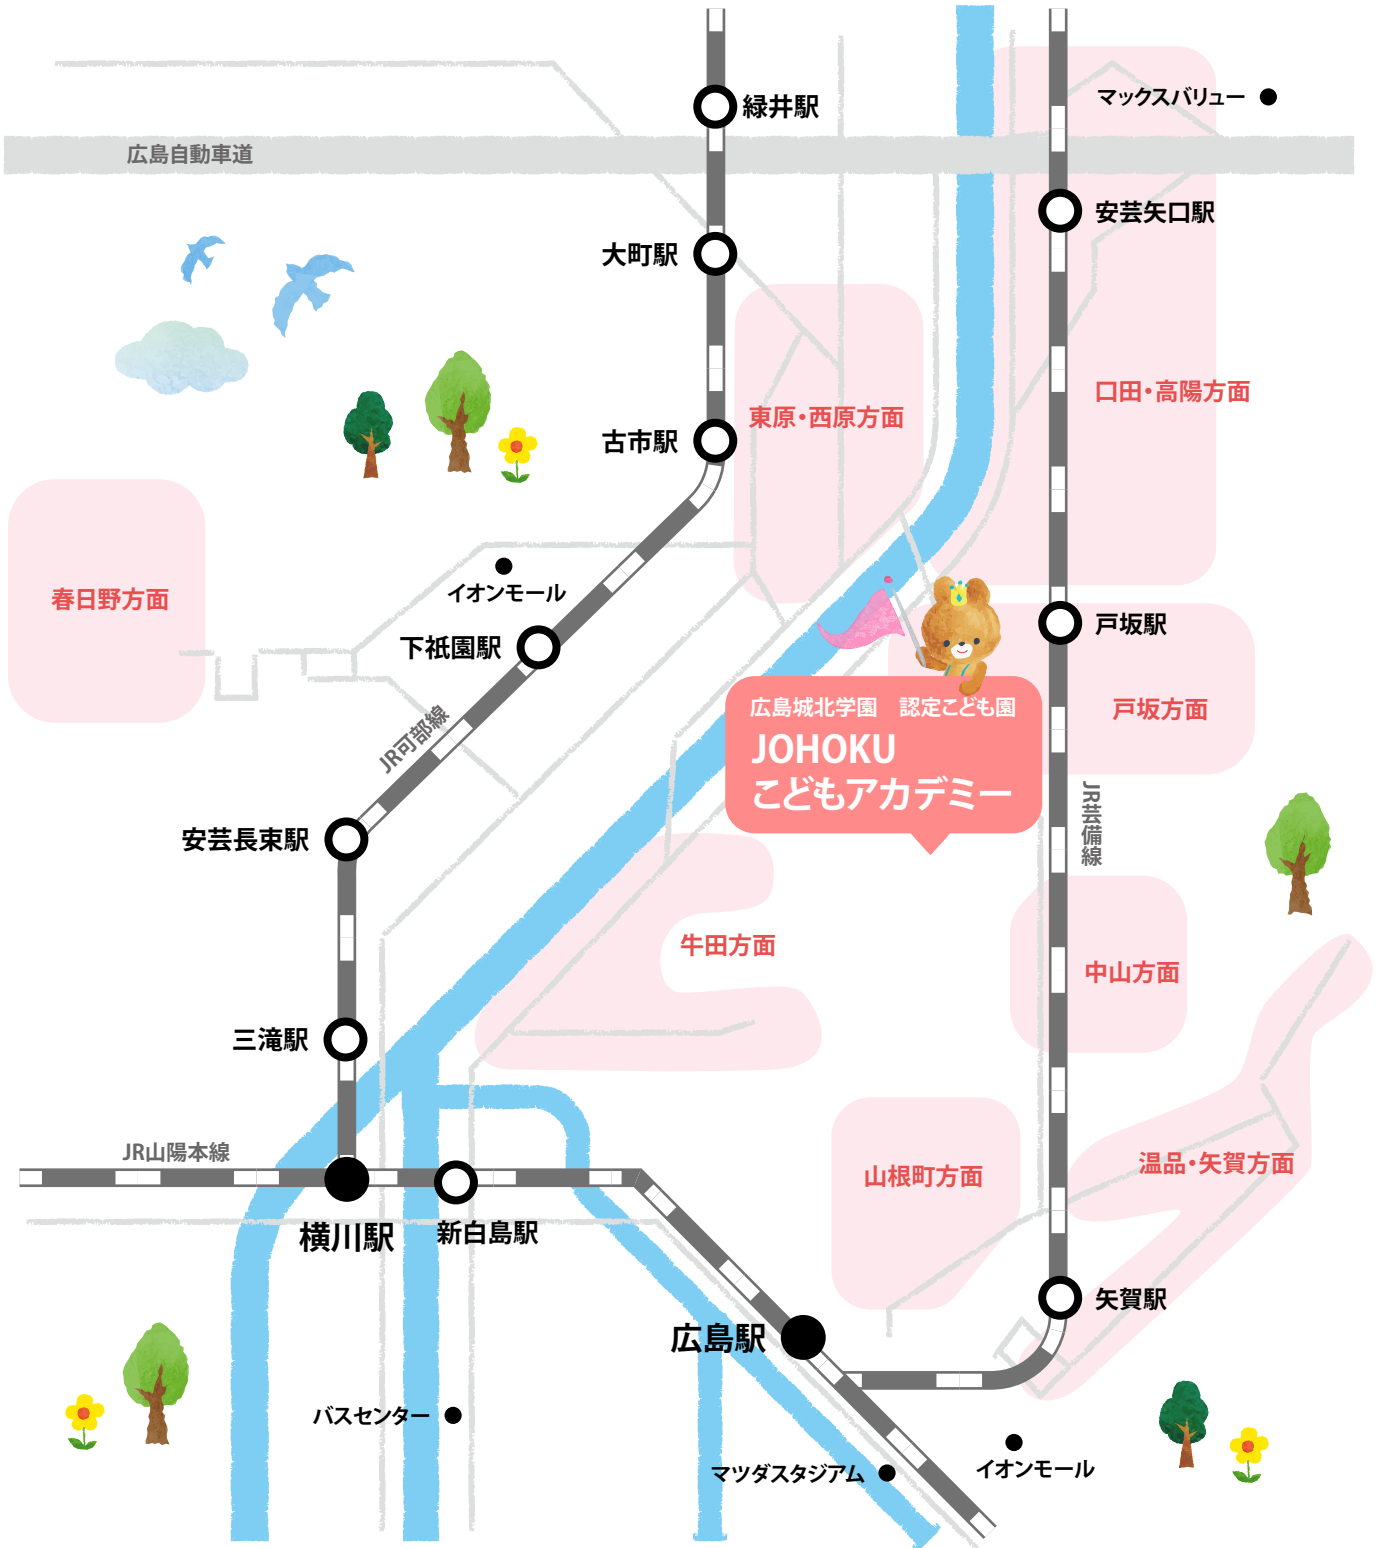 緑井駅
マックスバリュー
広島自動車道
安芸矢口駅
大町駅
口田・高陽方面
東原・西原方面
古市駅
イオンモール
春日野方面
下祇園駅
戸坂駅
広島城北学園 認定こども園
JOHOKU
こどもアカデミー
戸坂方面
JR可部線
JR芸備線
安芸長束駅
牛田方面
中山方面
三滝駅
JR山陽本線
山根町方面
温品・矢賀方面
横川駅
新白島駅
矢賀駅
広島駅
バスセンター
マツダスタジアム
イオンモール